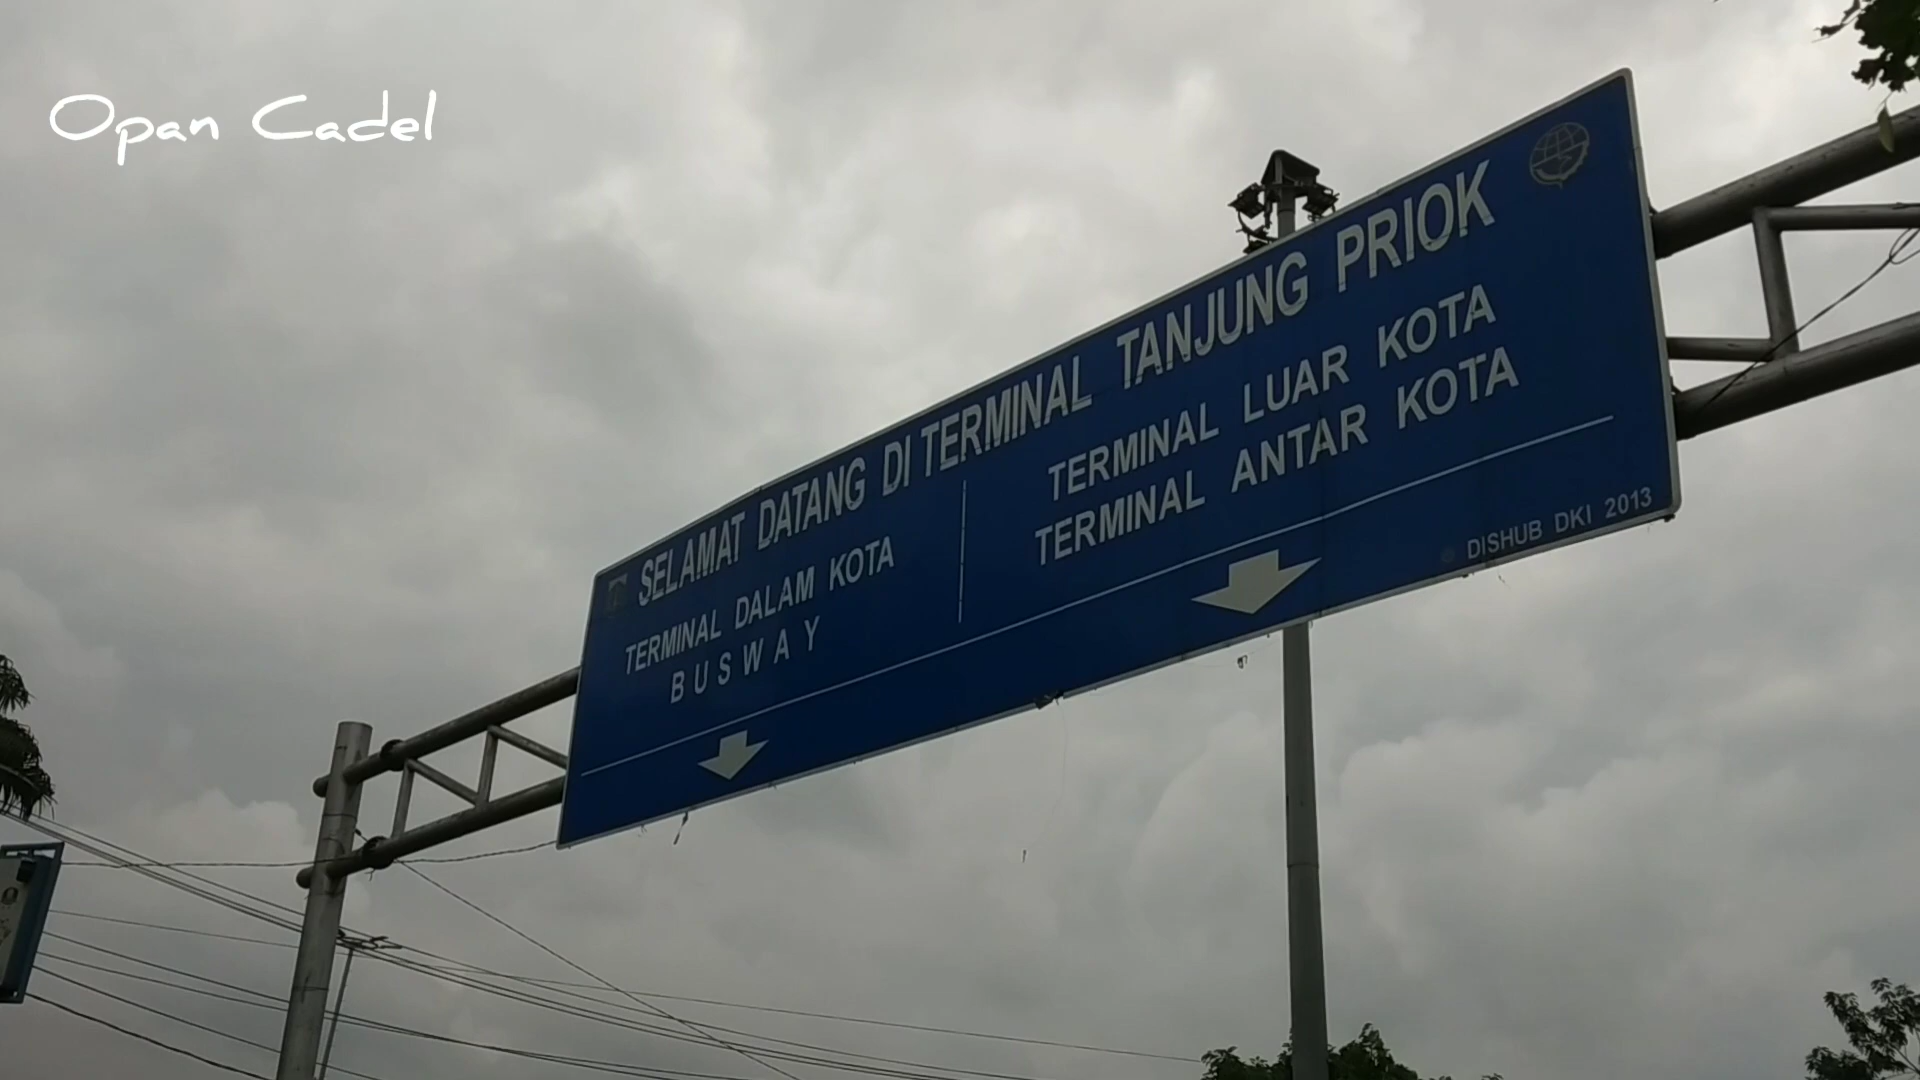 Opan Cadel
SELAMAT DATANG DI TERMINAL TANJUNG PRIOK
TERMINAL DALAM KOTA
BUSWAY
TERMINAL LUAR KOTA
TERMINAL ANTAR KOTA
DISHUB DKI 2013